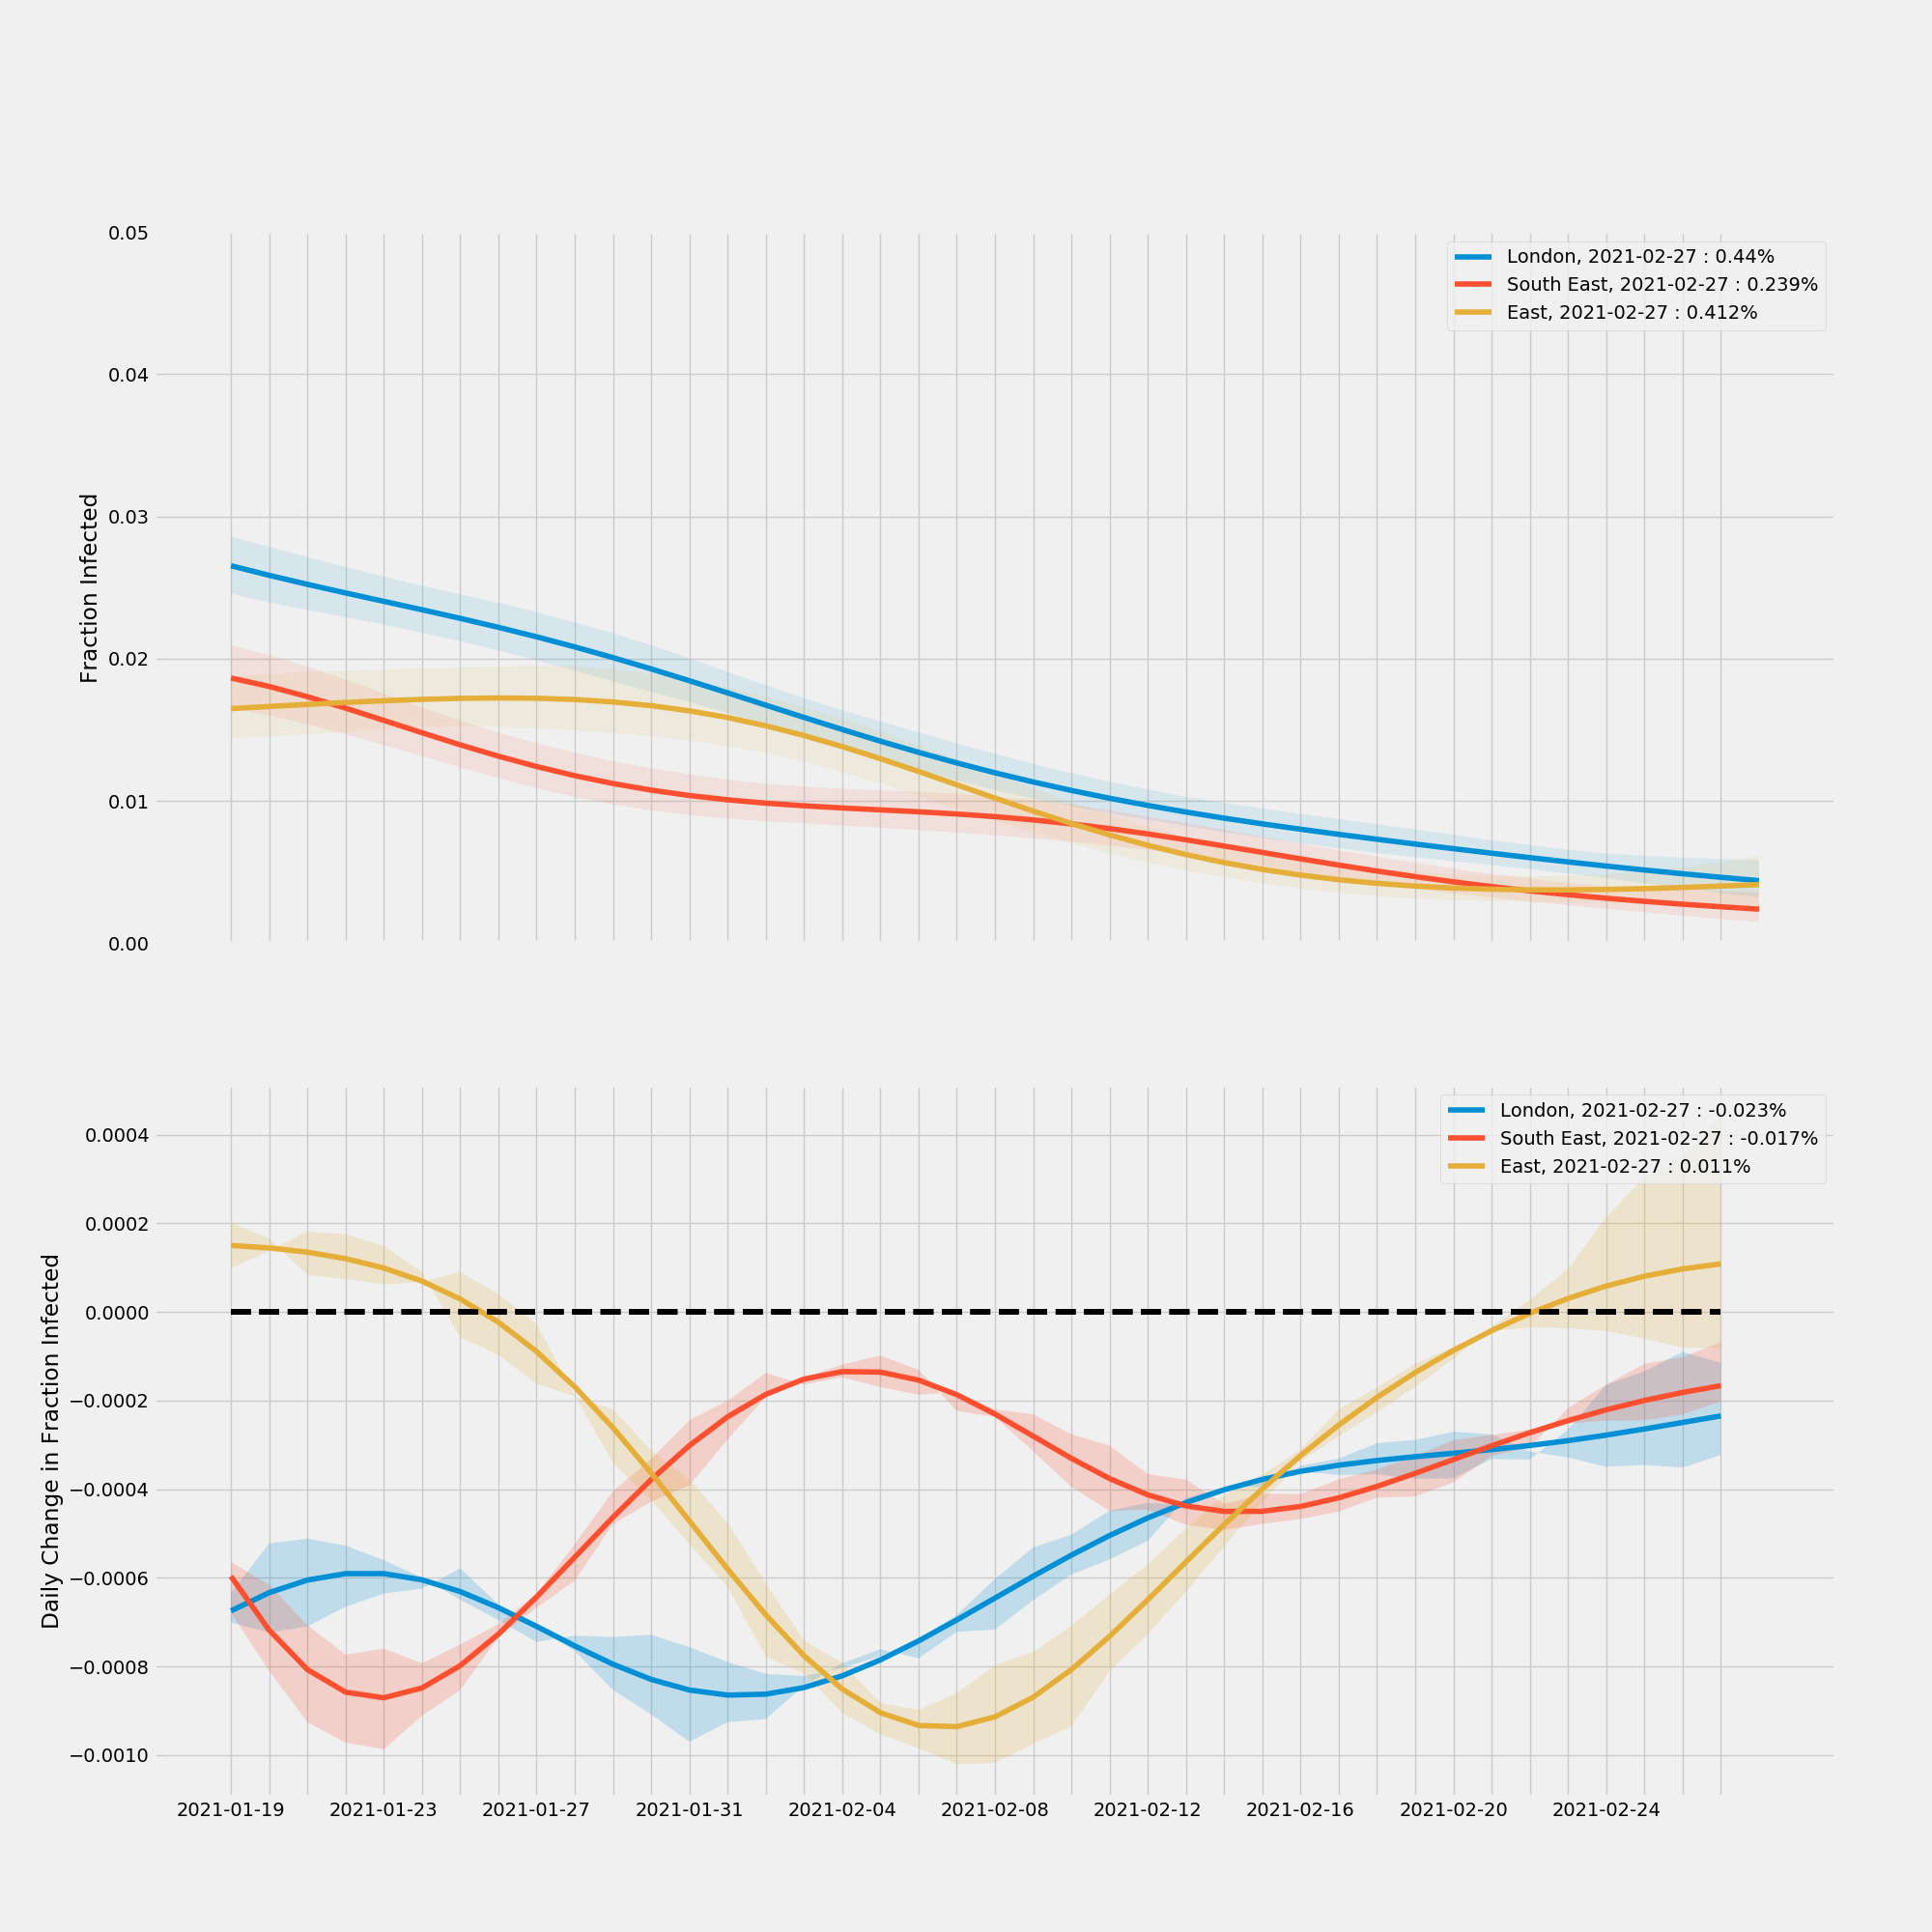 0.05
0.04
0.03
0.02
0.01
0.00
Fraction Infected
London, 2021-02-27 : 0.44%
South East, 2021-02-27 : 0.239%
East, 2021-02-27 : 0.412%
0.0004
0.0002
0.0000
−0.0002
−0.0004
−0.0006
−0.0008
−0.0010
Daily Change in Fraction Infected
London, 2021-02-27 : -0.023%
South East, 2021-02-27 : -0.017%
East, 2021-02-27 : 0.011%
2021-01-19 2021-01-23 2021-01-27 2021-01-31 2021-02-04 2021-02-08 2021-02-12 2021-02-16 2021-02-20 2021-02-24